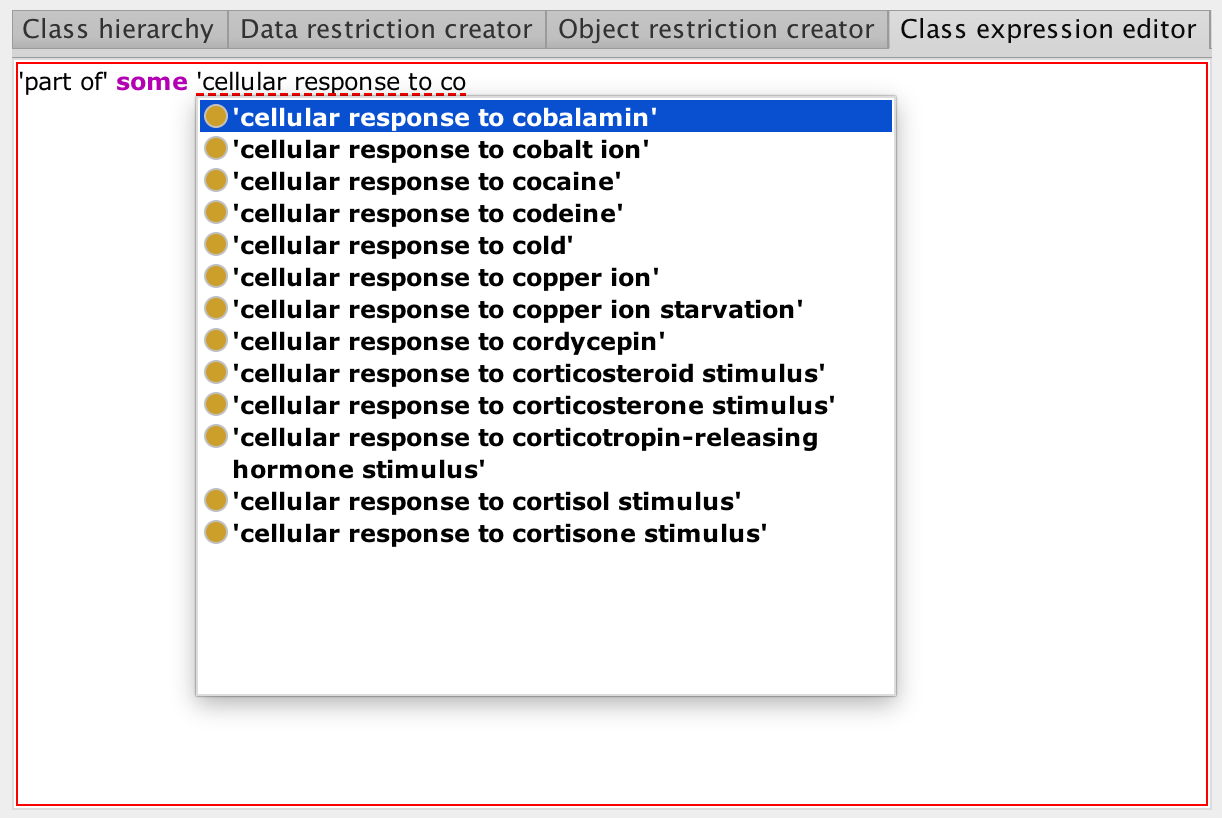 Class hierarchy Data restriction creator Object restriction creator Class expression editor
'part of' some 'cellular response to co
'cellular response to cobalamin'
'cellular response to cobalt ion'
'cellular response to cocaine'
'cellular response to codeine'
'cellular response to cold'
'cellular response to copper ion'
'cellular response to copper ion starvation'
'cellular response to cordycepin'
'cellular response to corticosteroid stimulus'
'cellular response to corticosterone stimulus'
'cellular response to corticotropin-releasing
hormone stimulus'
'cellular response to cortisol stimulus'
'cellular response to cortisone stimulus'